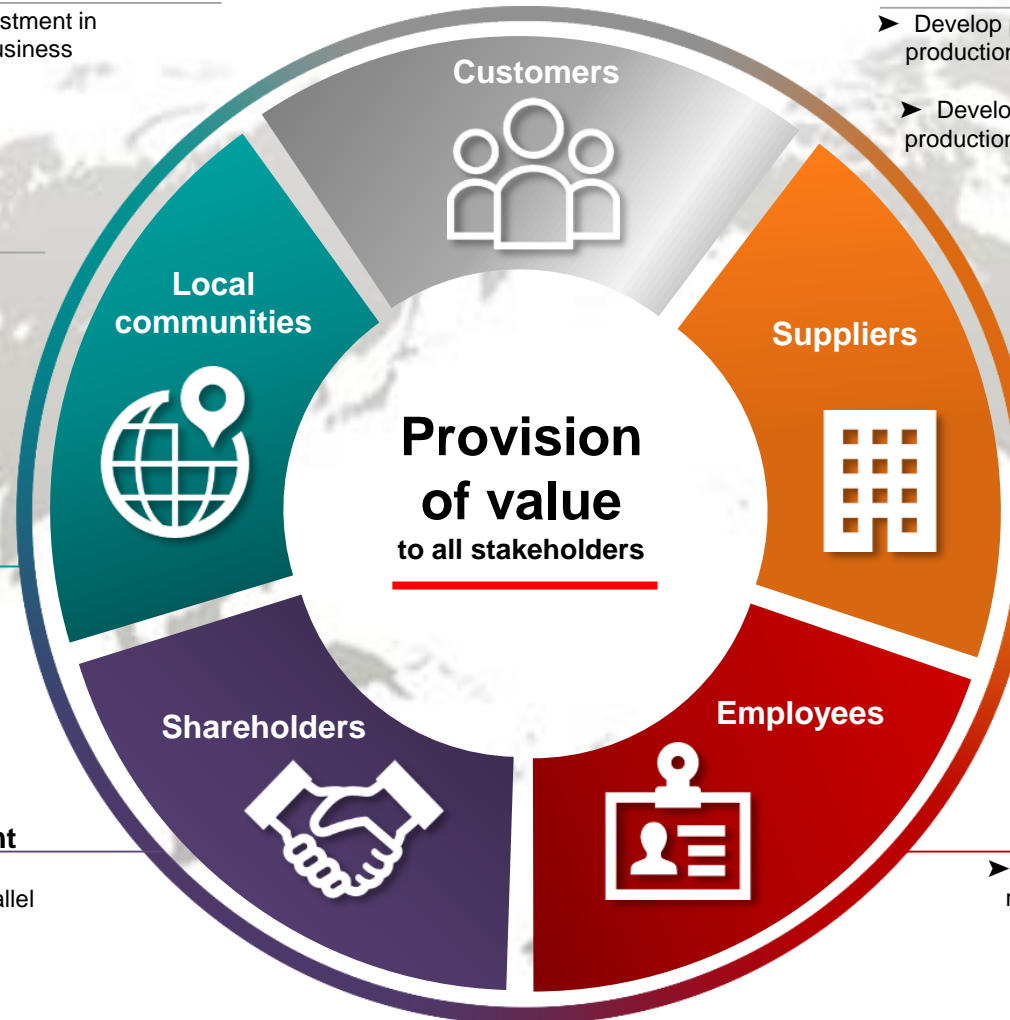 stment in
usiness
➤ Develop
production
➤ Develo
production
Customers
Local
communities
Suppliers
Provision
of value
to all stakeholders
Shareholders
Employees
nt
allel
➤